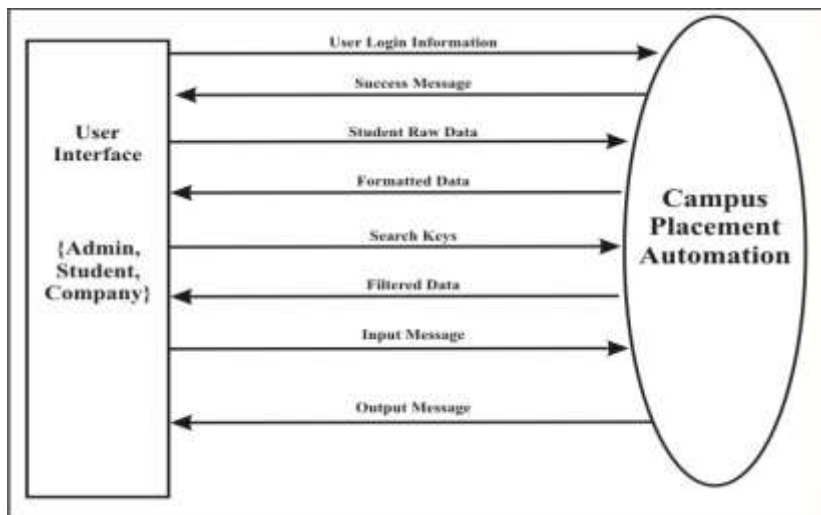 User Login Information
Success Message
User
Interface
Student Raw Data
Formatted Data
Campus
Placement
Automation
{Admin,
Student,
Company}
Search Keys
Filtered Data
Input Message
Output Message